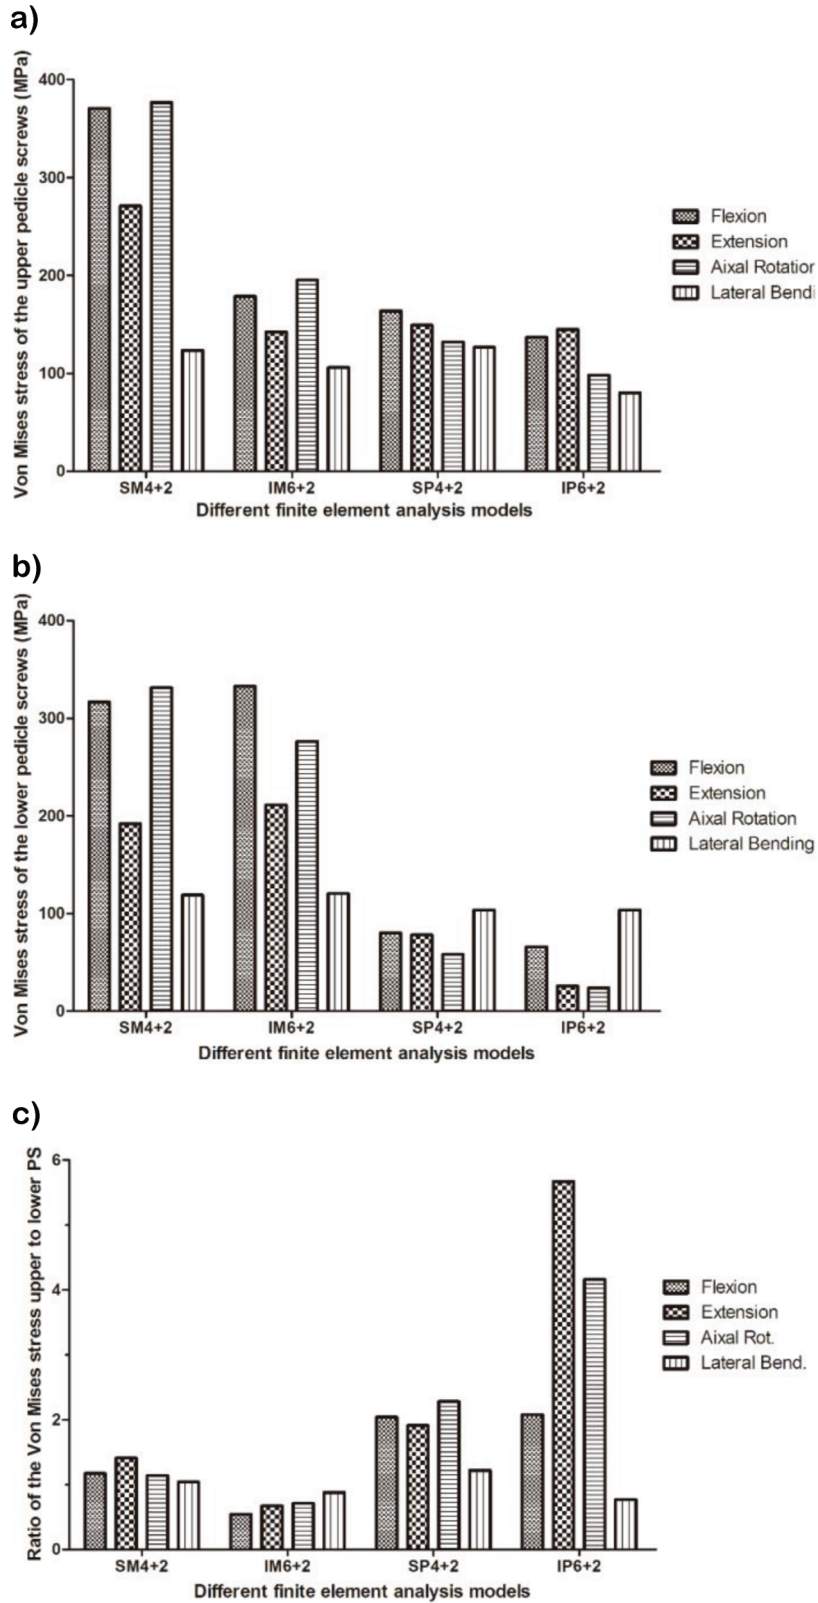 a)
Von Mises stress of the upper pedicle screws (MPa)
400
300
200
100
0
SM4+2 IM6+2 SP4+2 IP6+2
Different finite element analysis models
Flexion
Extension
Aixal Rotation
Lateral Bendi
b)
Von Mises stress of the lower pedicle screws (MPa)
400
300
200
100
0
SM4+2 IM6+2 SP4+2 IP6+2
Different finite element analysis models
Flexion
Extension
Aixal Rotation
Lateral Bending
c)
Ratio of the Von Mises stress upper to lower PS
6
4
2
0
SM4+2 IM6+2 SP4+2 IP6+2
Different finite element analysis models
Flexion
Extension
Aixal Rot.
Lateral Bend.